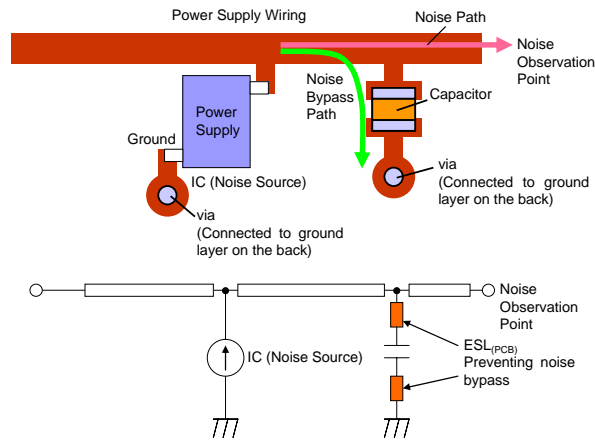 Power Supply Wiring
Noise Path
Noise
Observation
Point
Noise
Bypass
Path
Capacitor
Power
Supply
Ground
IC (Noise Source)
via
(Connected to ground
layer on the back)
via
(Connected to ground
layer on the back)
Noise
Observation
Point
IC (Noise Source)
ESL(PCB)
Preventing noise
bypass